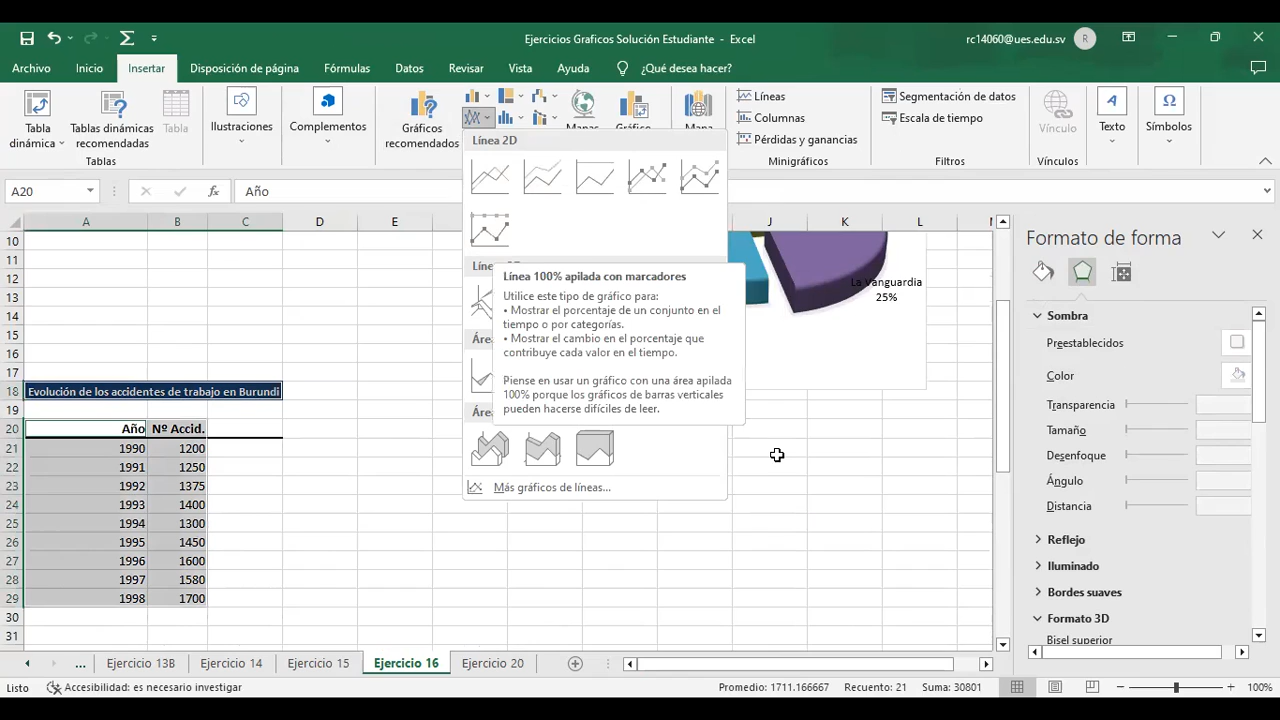 Ejercicios Graficos Solución Estudiante - Excel
rc14060@ues.edu.sv
R
Archivo
Inicio
Insertar
Disposición de página
Fórmulas
Datos
Revisar
Vista
Ayuda
¿Qué desea hacer?
Tabla dinámica
Tablas dinámicas recomendadas
Tabla
Tablas
Ilustraciones
Complementos
Gráficos recomendados
Mapas
Gráfico
Mapa
Líneas
Columnas
Pérdidas y ganancias
Minigráficos
Segmentación de datos
Escala de tiempo
Filtros
Vínculo
Vínculos
Texto
Símbolos
Línea 2D
Línea 100% apilada con marcadores
Utilice este tipo de gráfico para:
• Mostrar el porcentaje de un conjunto en el
tiempo o por categorías.
• Mostrar el cambio en el porcentaje que
contribuye cada valor en el tiempo.
Piense en usar un gráfico con una área apilada
100% porque los gráficos de barras verticales
pueden hacerse difíciles de leer.
Más gráficos de líneas...
A20
Año
A B C D E J K L
10
11
12
13
14
15
16
17
18 Evolución de los accidentes de trabajo en Burundi
19
20 Año Nº Accid.
21 1990 1200
22 1991 1250
23 1992 1375
24 1993 1400
25 1994 1300
26 1995 1450
27 1996 1600
28 1997 1580
29 1998 1700
30
31
La Vanguardia
25%
Formato de forma
Sombra
Preestablecidos
Color
Transparencia
Tamaño
Desenfoque
Ángulo
Distancia
Reflejo
Iluminado
Bordes suaves
Formato 3D
Bisel superior
... Ejercicio 13B Ejercicio 14 Ejercicio 15 Ejercicio 16 Ejercicio 20
Listo Accesibilidad: es necesario investigar Promedio: 1711.166667 Recuento: 21 Suma: 30801 100%